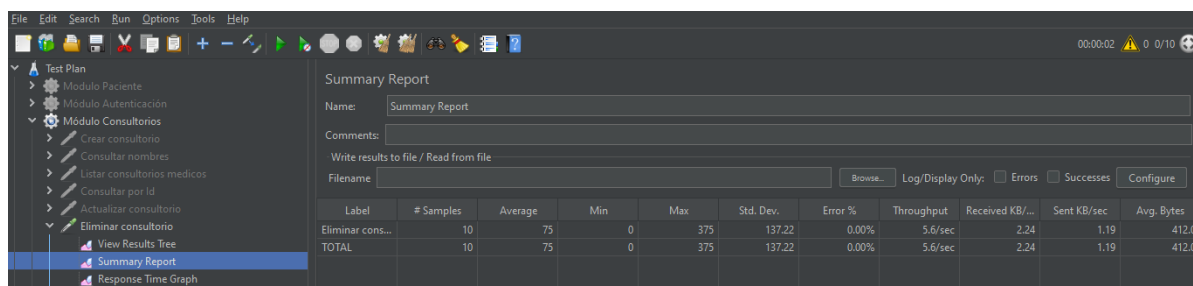 File Edit Search Run Options Tools Help
00:00:02 0 0/10
Test Plan
Modulo Paciente
Módulo Autenticación
Módulo Consultorios
Crear consultorio
Consultar nombres
Listar consultorios medicos
Consultar por Id
Actualizar consultorio
Eliminar consultorio
View Results Tree
Summary Report
Response Time Graph
Summary Report
Name: Summary Report
Comments:
Write results to file / Read from file
Filename Browse... Log/Display Only: Errors Successes Configure
Label # Samples Average Min Max Std. Dev. Error % Throughput Received KB/... Sent KB/sec Avg. Bytes
Eliminar cons... 10 75 0 375 137.22 0.00% 5.6/sec 2.24 1.19 412.0
TOTAL 10 75 0 375 137.22 0.00% 5.6/sec 2.24 1.19 412.0